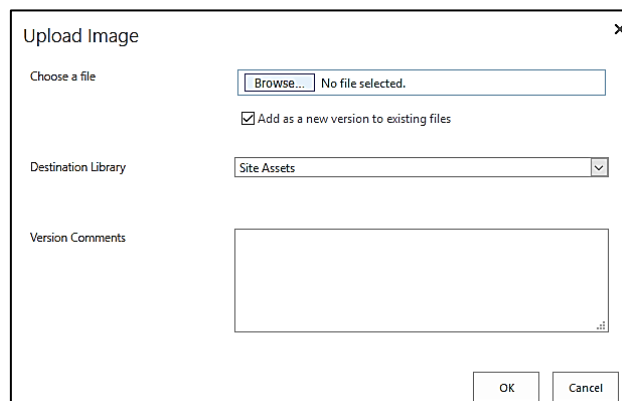 Upload Image
Choose a file
Browse... No file selected.
Add as a new version to existing files
Destination Library
Site Assets
Version Comments
OK
Cancel